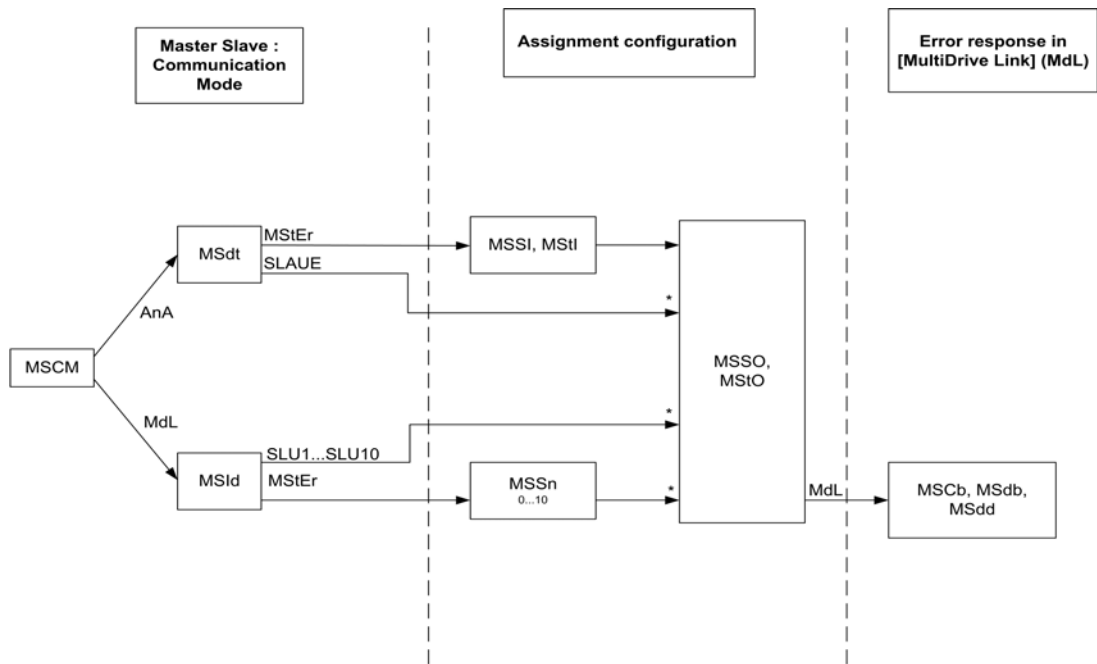 Master Slave :
Communication
Mode
Assignment configuration
Error response in
[MultiDrive Link] (MdL)
MSdt
MStEr
SLAUE
MSSI, MStI
*
AnA
MSCM
MSSO,
MStO
MdL
*
SLU1...SLU10
MSId
MStEr
MSSn
0...10
*
MdL
MSCb, MSdb,
MSdd